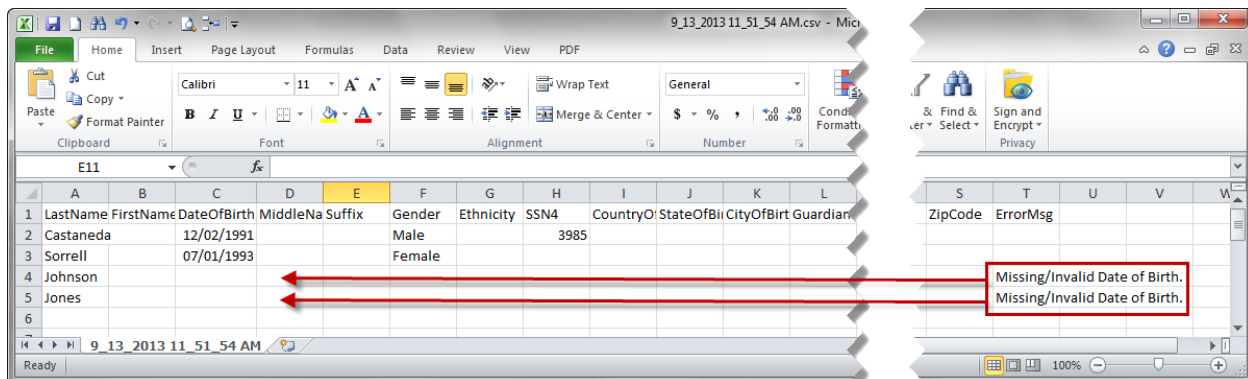 9_13_2013 11_51_54 AM.csv - Mic
File Home Insert Page Layout Formulas Data Review View PDF
Cut
Copy
Format Painter
Paste
Clipboard
Calibri 11
B I U
Font
Wrap Text
Merge & Center
Alignment
General
$ % ,
Number
Condi
Formatti
& Find &
Select
Sign and
Encrypt
Privacy
E11 fx
A B C D E F G H I J K L S T U V W
1 LastName FirstName DateOfBirth MiddleNa Suffix Gender Ethnicity SSN4 CountryO StateOfBi CityOfBirt Guardian ZipCode ErrorMsg
2 Castaneda 12/02/1991 Male 3985
3 Sorrell 07/01/1993 Female
4 Johnson Missing/Invalid Date of Birth.
5 Jones Missing/Invalid Date of Birth.
6
9_13_2013 11_51_54 AM
Ready 100%